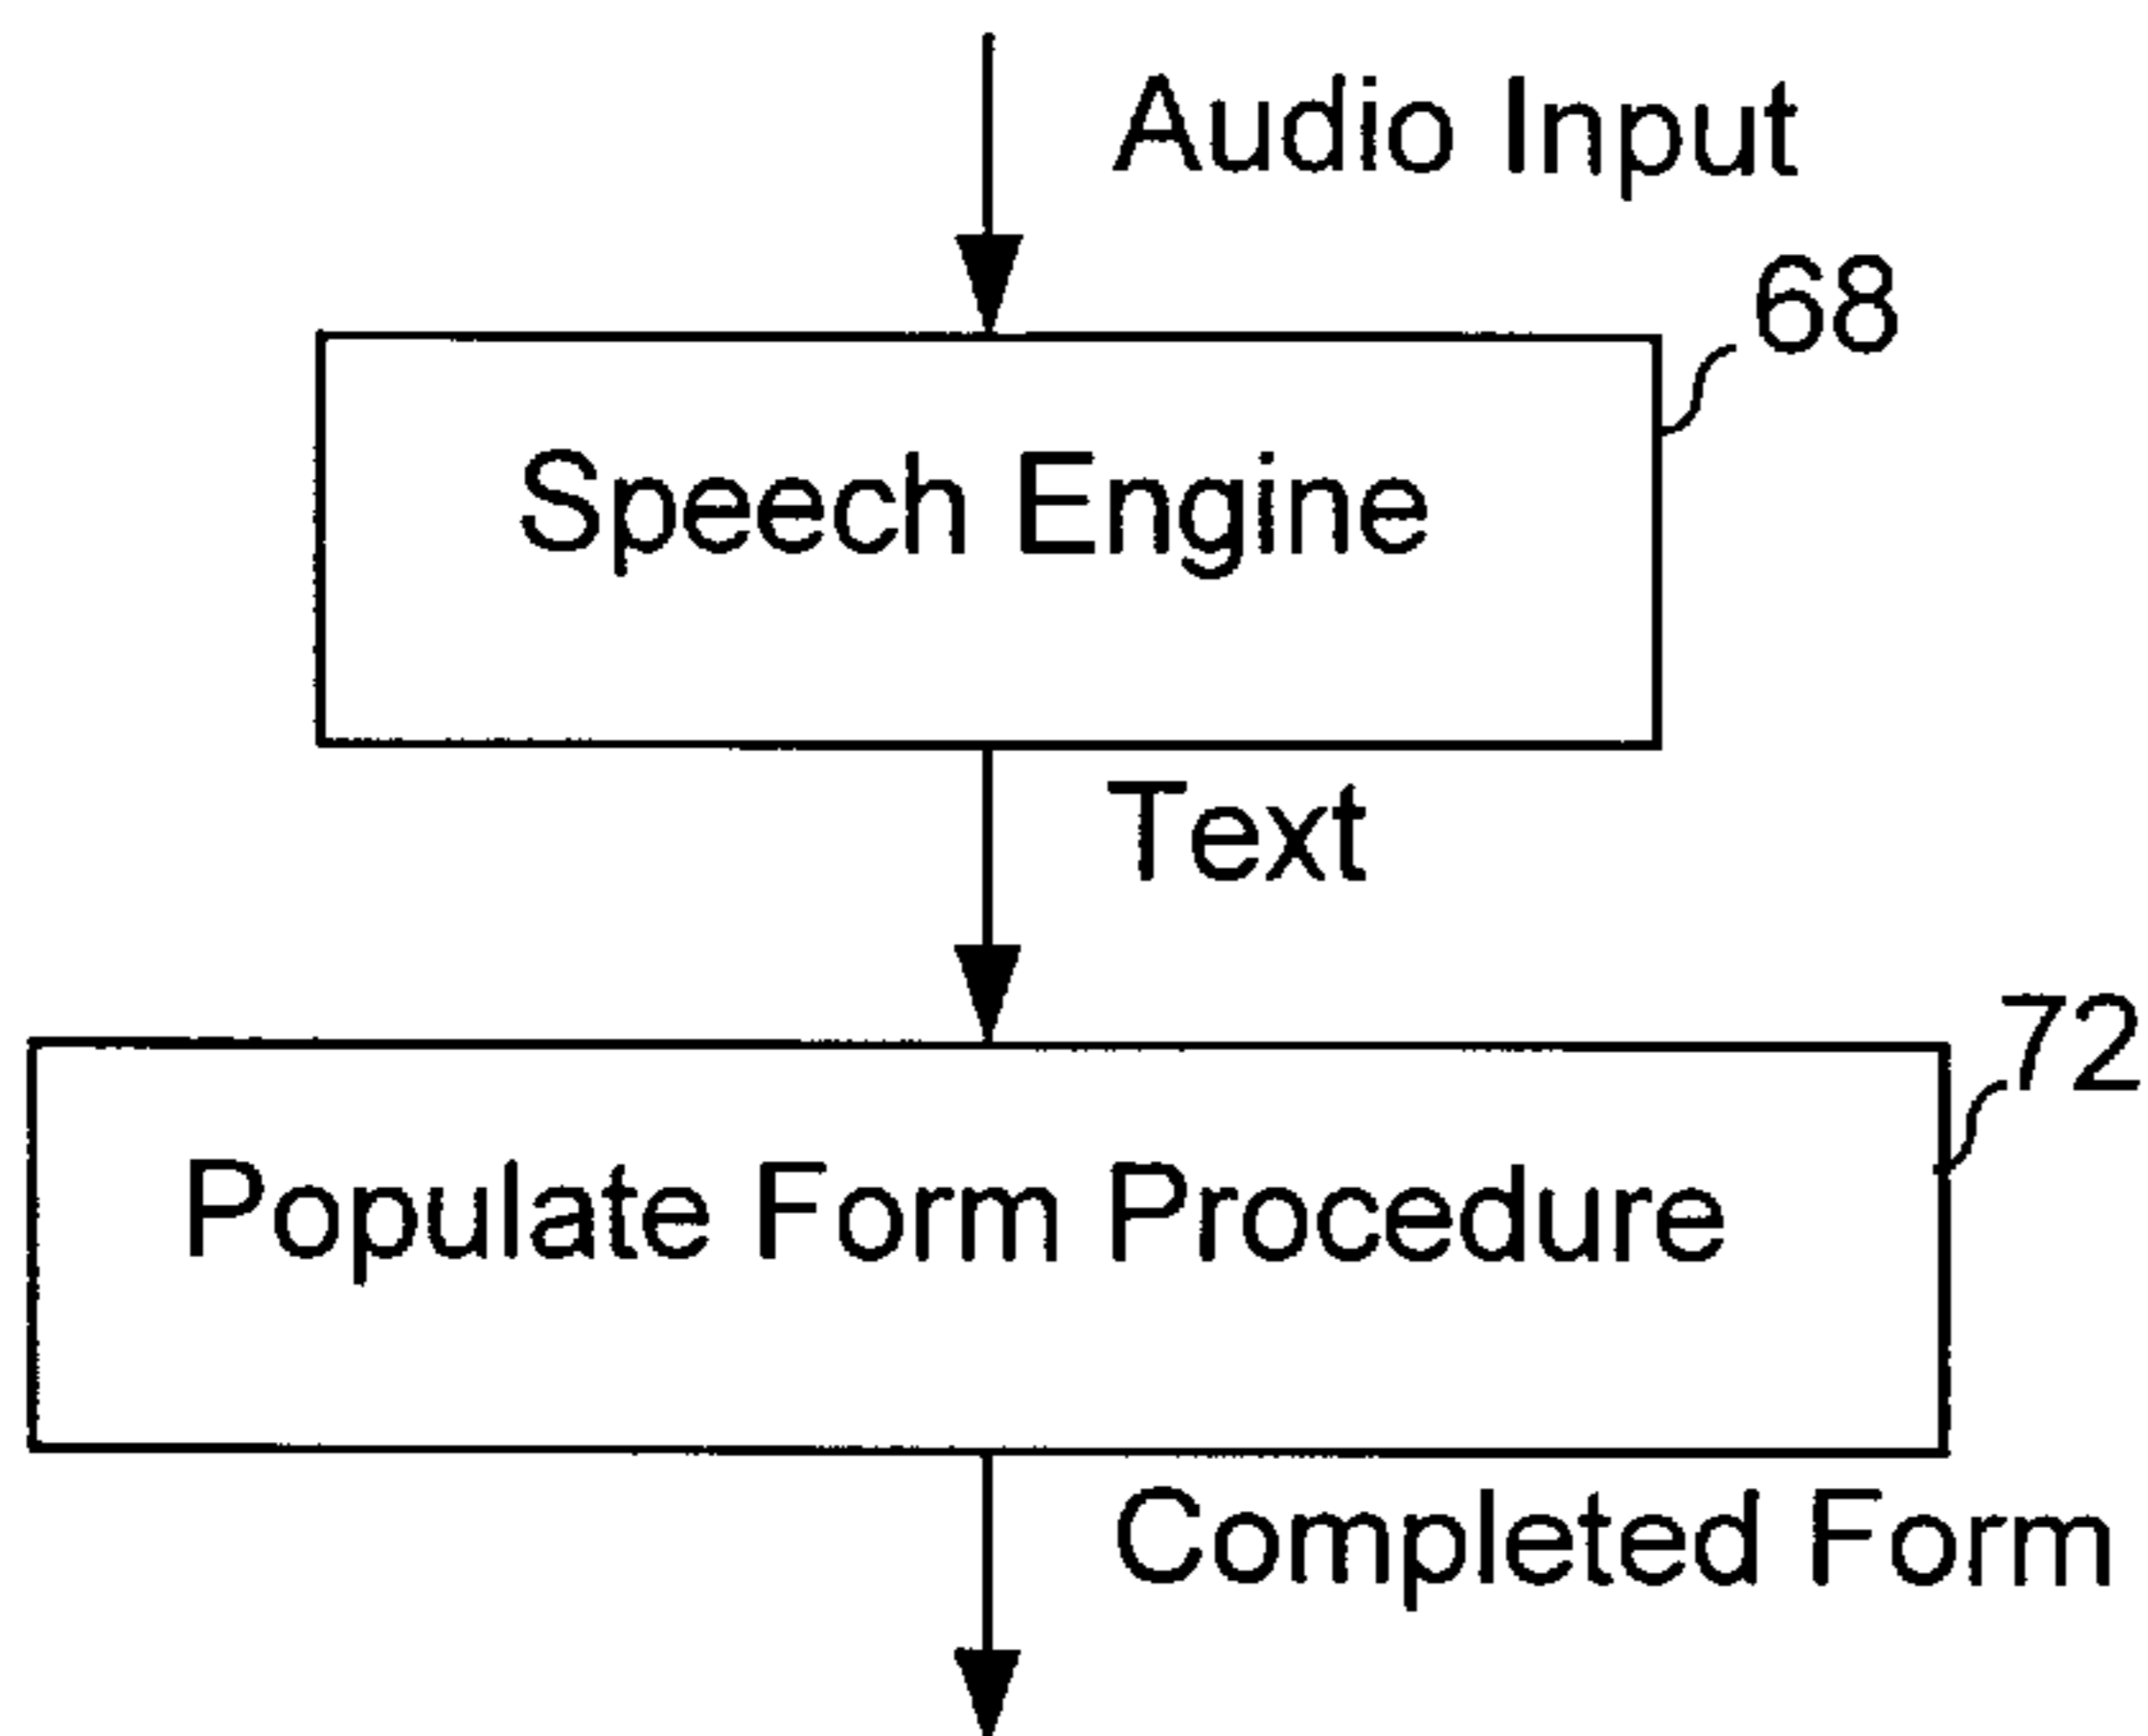 Audio Input
68
Speech Engine
Text
72
Populate Form Procedure
Completed Form